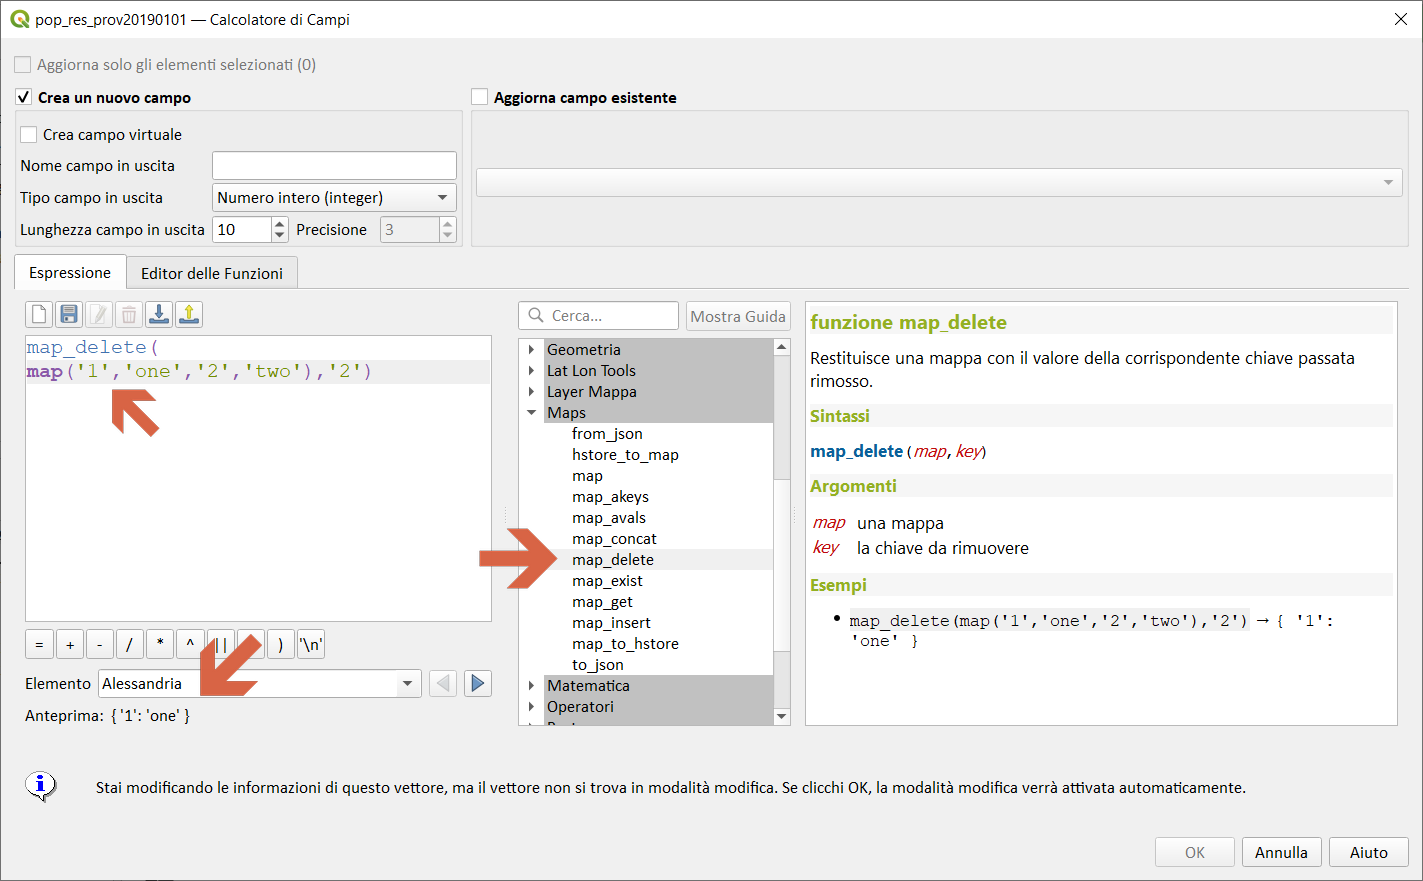 pop_res_prov20190101 — Calcolatore di Campi
Aggiorna solo gli elementi selezionati (0)
Crea un nuovo campo
Aggiorna campo esistente
Crea campo virtuale
Nome campo in uscita
Tipo campo in uscita
Numero intero (integer)
Lunghezza campo in uscita
10
Precisione
3
Espressione
Editor delle Funzioni
map_delete(
map('1','one','2','two'),'2')
=
+
-
/
*
^
||
)
'\n'
Elemento
Alessandria
Anteprima: { '1': 'one' }
Cerca...
Mostra Guida
Geometria
Lat Lon Tools
Layer Mappa
Maps
from_json
hstore_to_map
map
map_akeys
map_avals
map_concat
map_delete
map_exist
map_get
map_insert
map_to_hstore
to_json
Matematica
Operatori
funzione map_delete
Restituisce una mappa con il valore della corrispondente chiave passata
rimosso.
Sintassi
map_delete(map,key)
Argomenti
map una mappa
key la chiave da rimuovere
Esempi
• map_delete(map('1','one','2','two'),'2') → { '1':
'one' }
Stai modificando le informazioni di questo vettore, ma il vettore non si trova in modalità modifica. Se clicchi OK, la modalità modifica verrà attivata automaticamente.
OK
Annulla
Aiuto